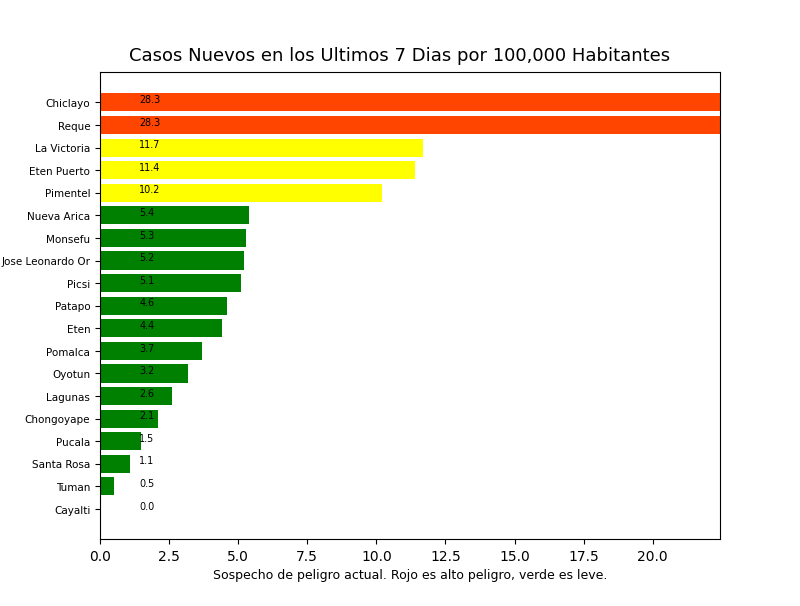 Casos Nuevos en los Ultimos 7 Dias por 100,000 Habitantes
Chiclayo 28.3
Reque 28.3
La Victoria 11.7
Eten Puerto 11.4
Pimentel 10.2
Nueva Arica 5.4
Monsefu 5.3
Jose Leonardo Or 5.2
Picsi 5.1
Patapo 4.6
Eten 4.4
Pomalca 3.7
Oyotun 3.2
Lagunas 2.6
Chongoyape 2.1
Pucala 1.5
Santa Rosa 1.1
Tuman 0.5
Cayalti 0.0
0.0 2.5 5.0 7.5 10.0 12.5 15.0 17.5 20.0
Sospecho de peligro actual. Rojo es alto peligro, verde es leve.